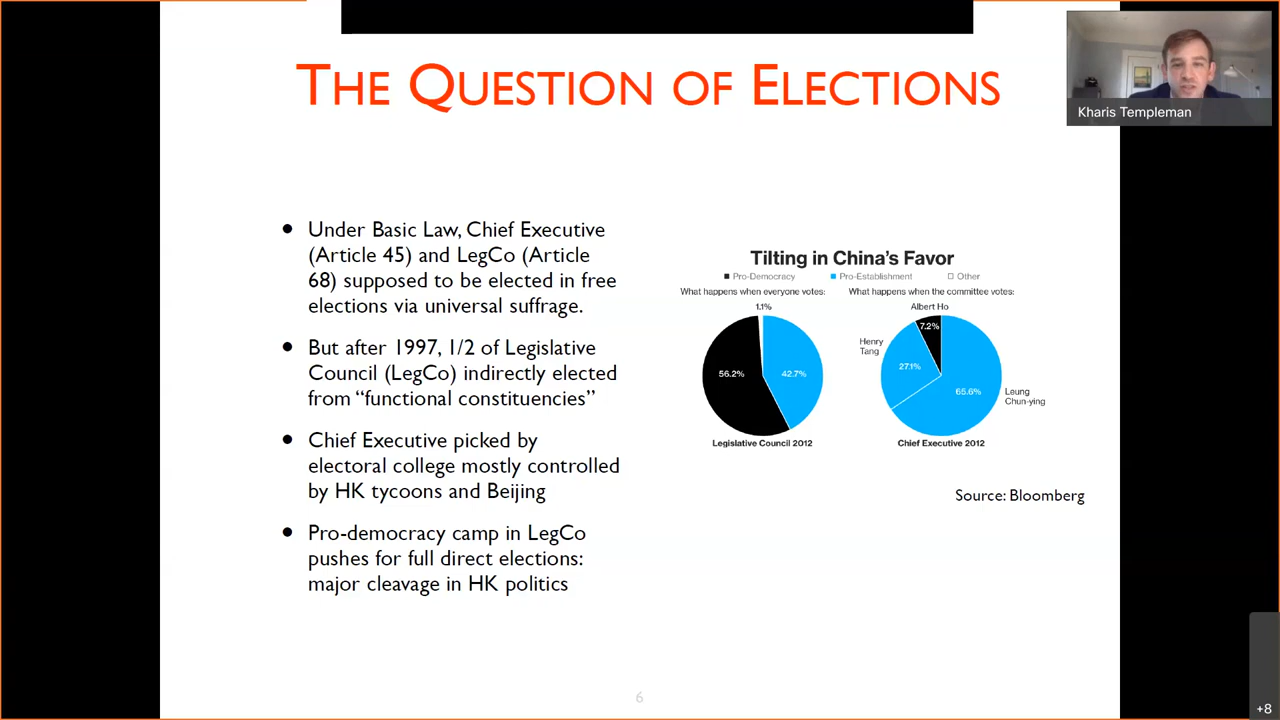 THE QUESTION OF ELECTIONS
Kharis Templeman
• Under Basic Law, Chief Executive
(Article 45) and LegCo (Article
68) supposed to be elected in free
elections via universal suffrage.
• But after 1997, 1/2 of Legislative
Council (LegCo) indirectly elected
from “functional constituencies”
• Chief Executive picked by
electoral college mostly controlled
by HK tycoons and Beijing
• Pro-democracy camp in LegCo
pushes for full direct elections:
major cleavage in HK politics
Tilting in China's Favor
Pro-Democracy Pro-Establishment Other
What happens when everyone votes:
1.1%
56.2% 42.7%
Legislative Council 2012
What happens when the committee votes:
Albert Ho
7.2%
Henry
Tang
27.1%
65.6%
Leung
Chun-ying
Chief Executive 2012
Source: Bloomberg
6
+8